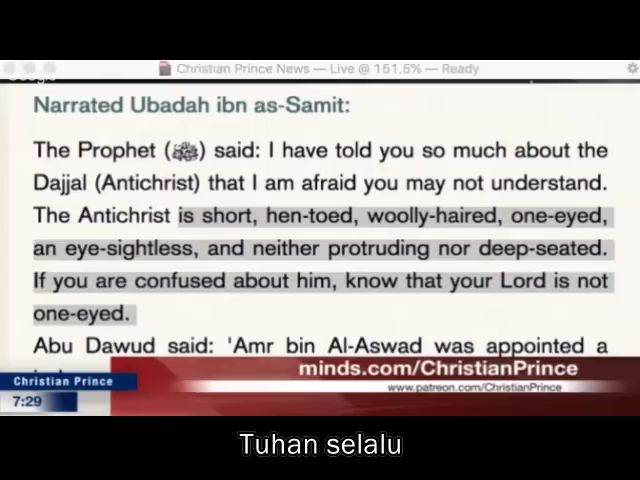 Christian Prince News — Live @ 151.5% — Ready
Narrated Ubadah ibn as-Samit:
The Prophet (ﷺ) said: I have told you so much about the
Dajjal (Antichrist) that I am afraid you may not understand.
The Antichrist is short, hen-toed, woolly-haired, one-eyed,
an eye-sightless, and neither protruding nor deep-seated.
If you are confused about him, know that your Lord is not
one-eyed.
Abu Dawud said: 'Amr bin Al-Aswad was appointed a
minds.com/ChristianPrince
Christian Prince
www.patreon.com/ChristianPrince
7:29
Tuhan selalu